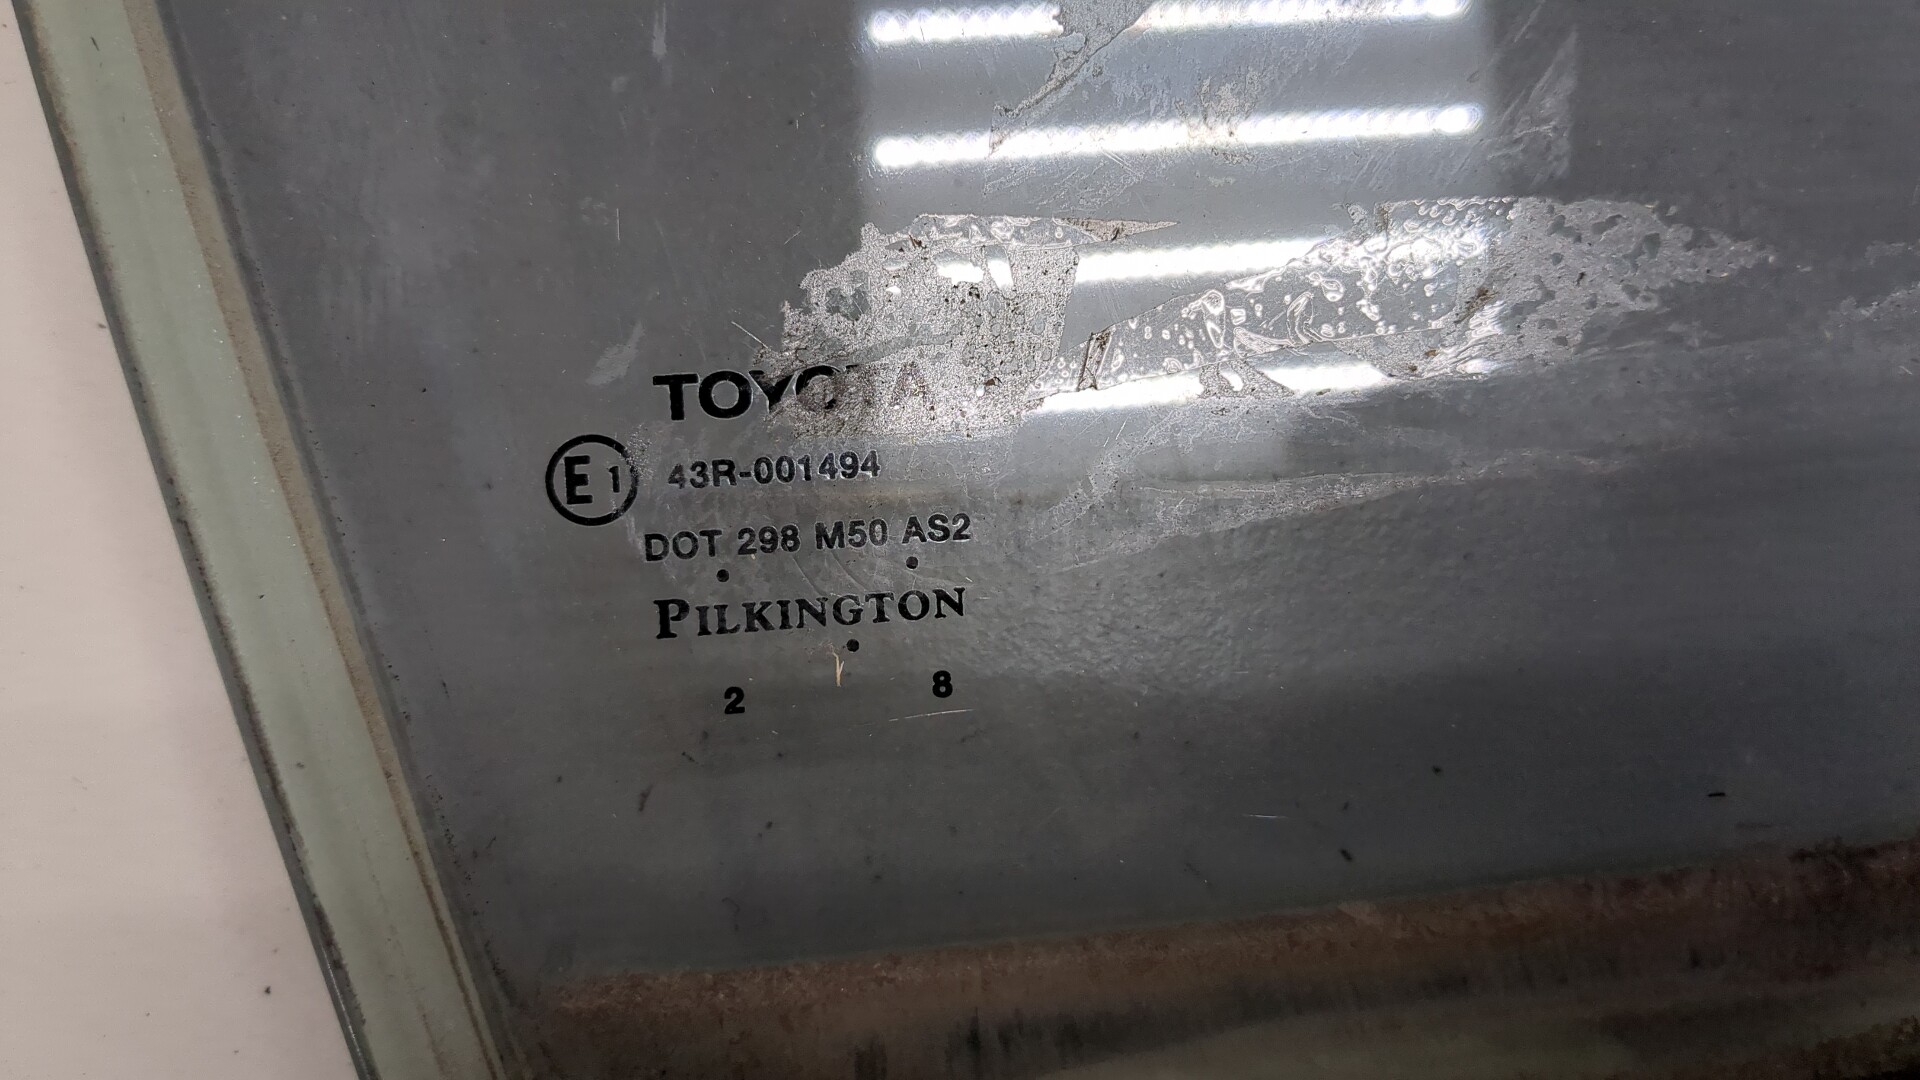 TOYOTA
E1 43R-001494
DOT 298 M50 AS2
PILKINGTON
2 8